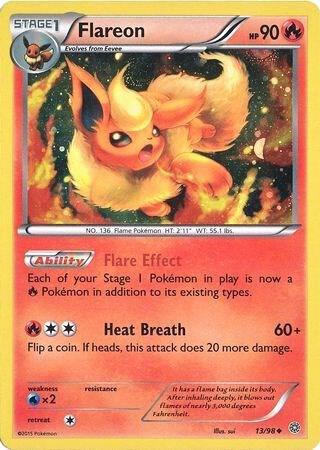 STAGE1 Flareon HP 90
Evolves from Eevee
NO. 136 Flame Pokémon HT: 2'11" WT: 55.1 lbs.
Ability Flare Effect
Each of your Stage 1 Pokémon in play is now a
Pokémon in addition to its existing types.
Heat Breath 60+
Flip a coin. If heads, this attack does 20 more damage.
weakness resistance
×2
retreat
It has a flame bag inside its body.
After inhaling deeply, it blows out
flames of nearly 3,000 degrees
Fahrenheit.
©2015 Pokémon Illus. sui 13/98